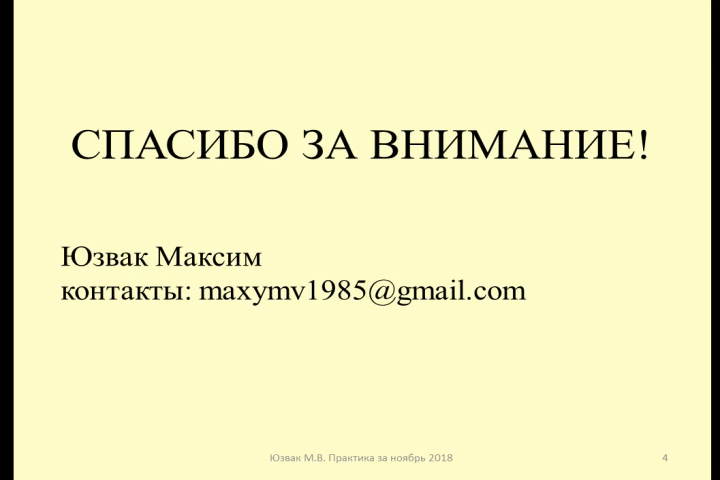 СПАСИБО ЗА ВНИМАНИЕ!
Юзвак Максим
контакты: maxymv1985@gmail.com
Юзвак М.В. Практика за ноябрь 2018
4